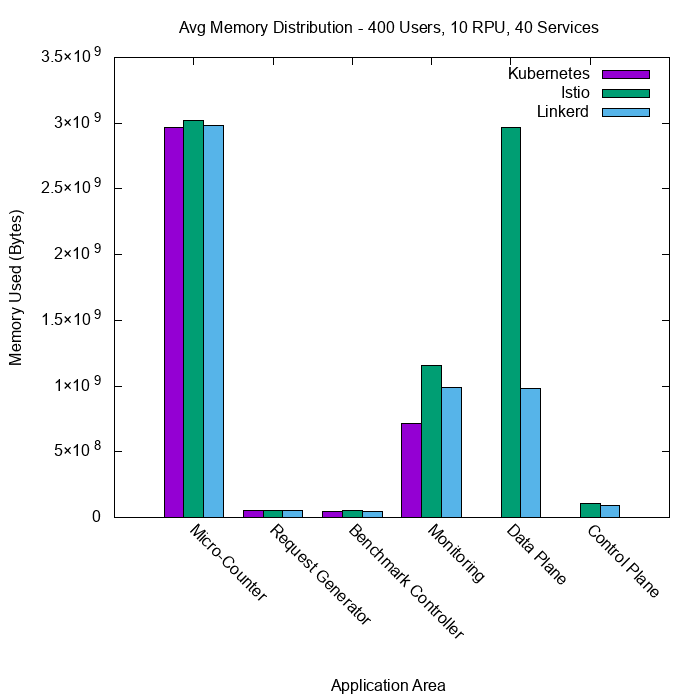 Avg Memory Distribution - 400 Users, 10 RPU, 40 Services
Kubernetes
Istio
Linkerd
3.5×10⁹
3×10⁹
2.5×10⁹
2×10⁹
1.5×10⁹
1×10⁹
5×10⁸
0
Memory Used (Bytes)
Micro-Counter
Request Generator
Benchmark Controller
Monitoring
Data Plane
Control Plane
Application Area